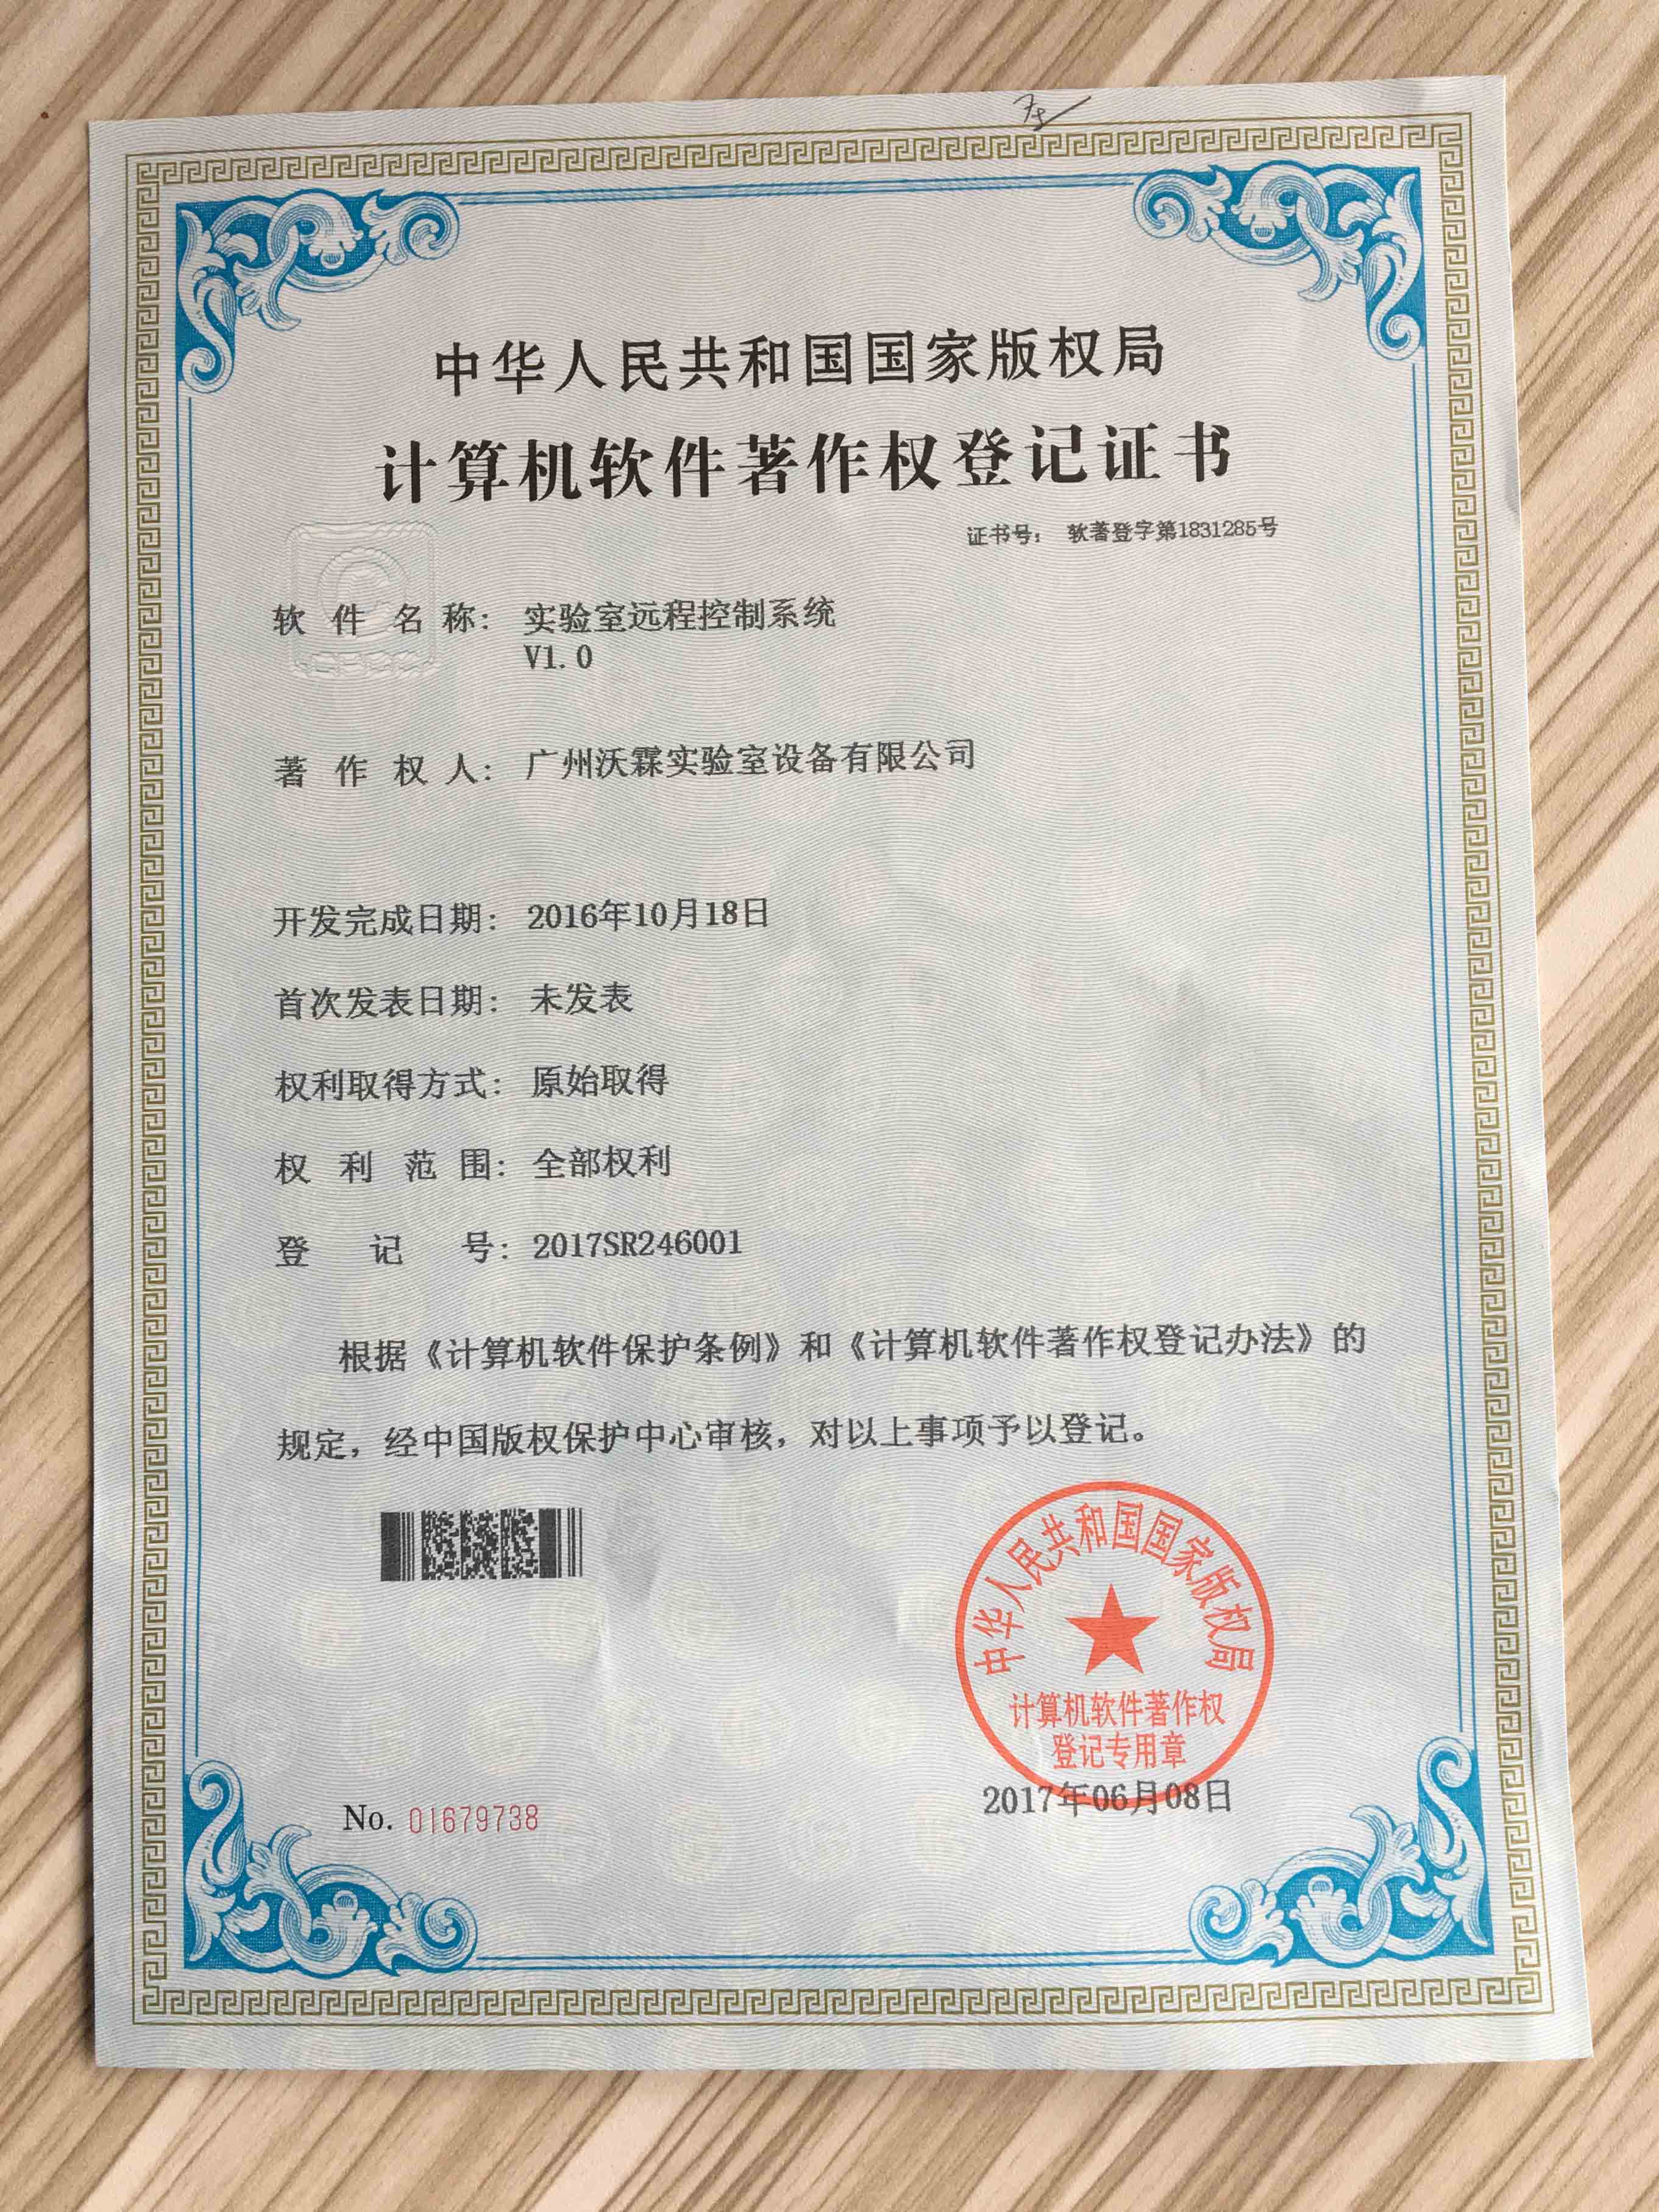 中华人民共和国国家版权局
计算机软件著作权登记证书
证书号： 软著登字第1831285号
软件名称： 实验室远程控制系统
V1.0
著作权人： 广州沃霖实验室设备有限公司
开发完成日期： 2016年10月18日
首次发表日期： 未发表
权利取得方式： 原始取得
权利范围： 全部权利
登记号： 2017SR246001
根据《计算机软件保护条例》和《计算机软件著作权登记办法》的
规定，经中国版权保护中心审核，对以上事项予以登记。
中华人民共和国国家版权局
计算机软件著作权
登记专用章
2017年06月08日
No. 01679738